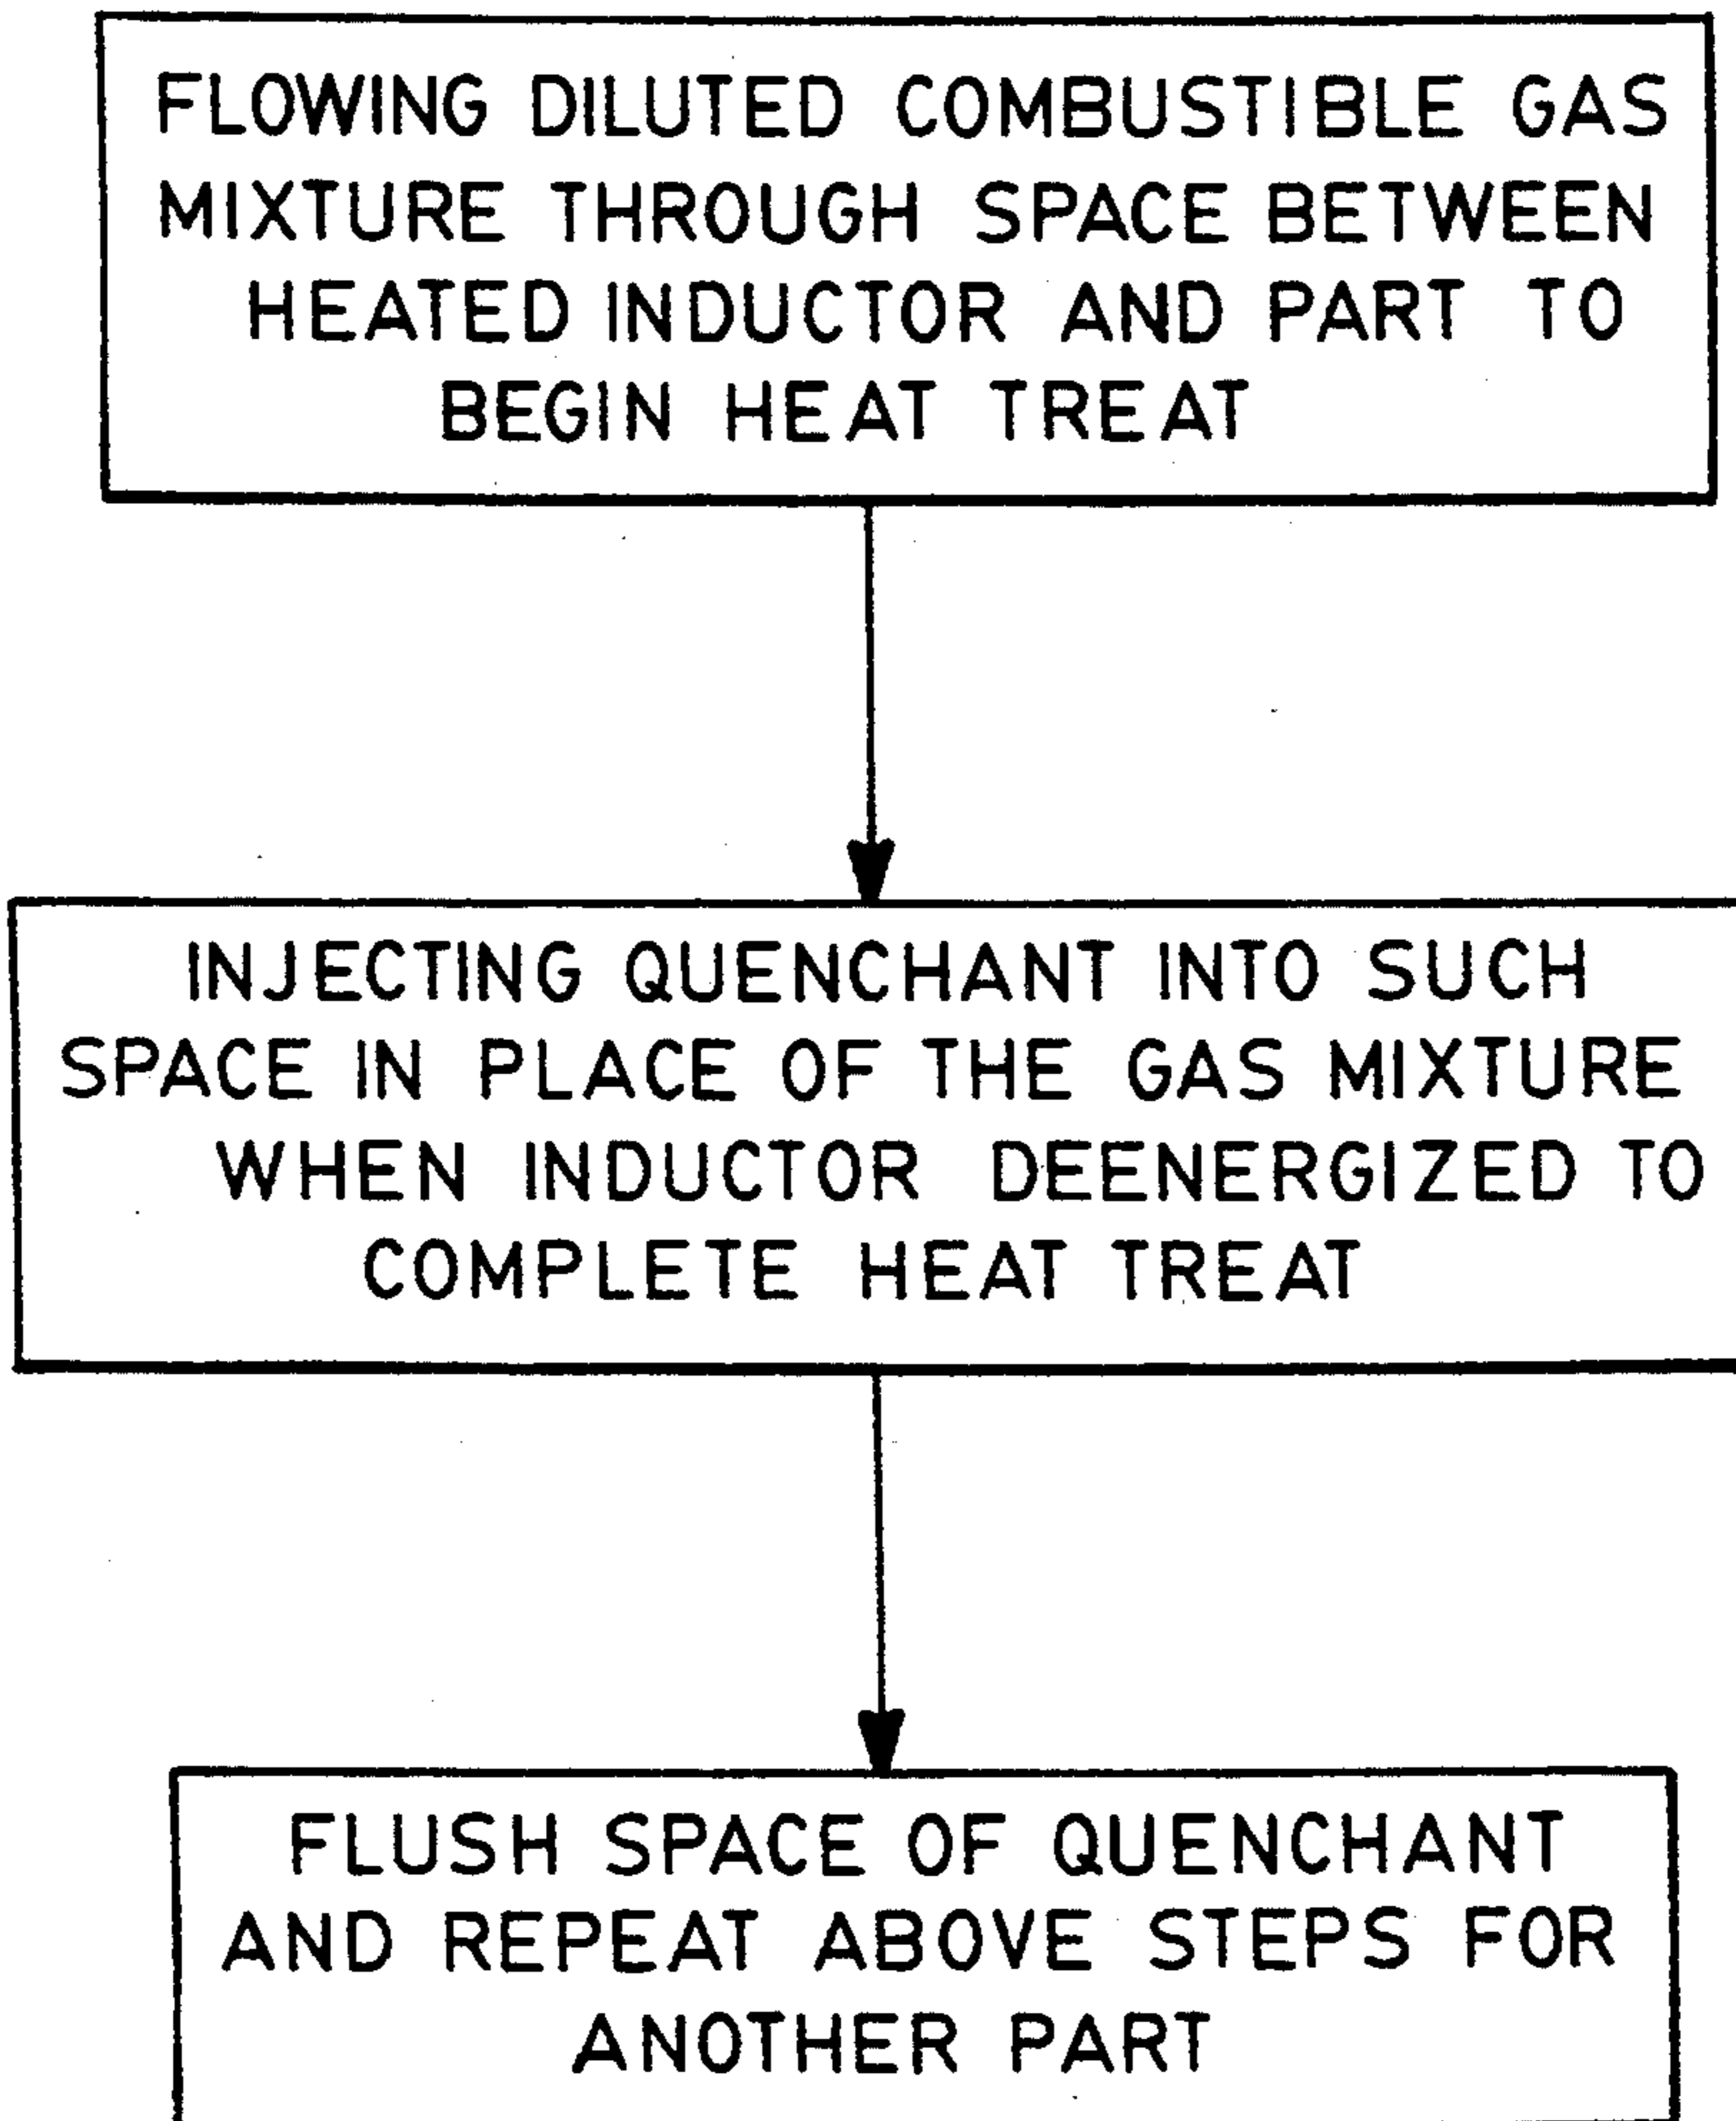 FLOWING DILUTED COMBUSTIBLE GAS
MIXTURE THROUGH SPACE BETWEEN
HEATED INDUCTOR AND PART TO
BEGIN HEAT TREAT
INJECTING QUENCHANT INTO SUCH
SPACE IN PLACE OF THE GAS MIXTURE
WHEN INDUCTOR DEENERGIZED TO
COMPLETE HEAT TREAT
FLUSH SPACE OF QUENCHANT
AND REPEAT ABOVE STEPS FOR
ANOTHER PART